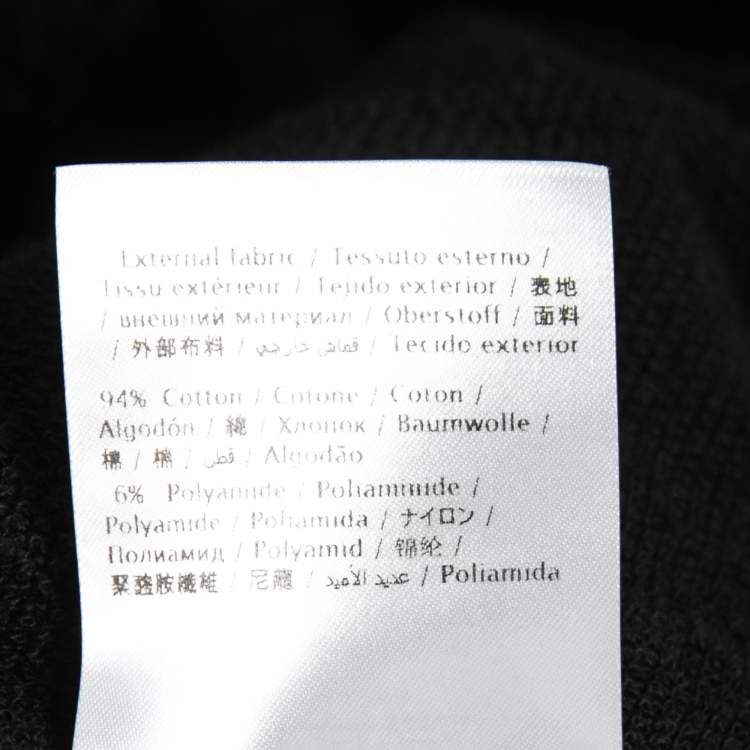 External fabric / Tessuto esterno /
Tissu extérieur / Tejido exterior / 表地
/ внешний материал / Oberstoff / 面料
/ 外部布料 / قماش خارجي / Tecido exterior
94% Cotton / Cotone / Coton /
Algodón / 綿 / Хлопок / Baumwolle /
棉 / 棉 / قطن / Algodão
6% Polyamide / Poliammide /
Polyamide / Poliamida / ナイロン /
Полиамид / Polyamid / 锦纶 /
聚醯胺纖維 / 尼龍 / عديد الأميد / Poliamida